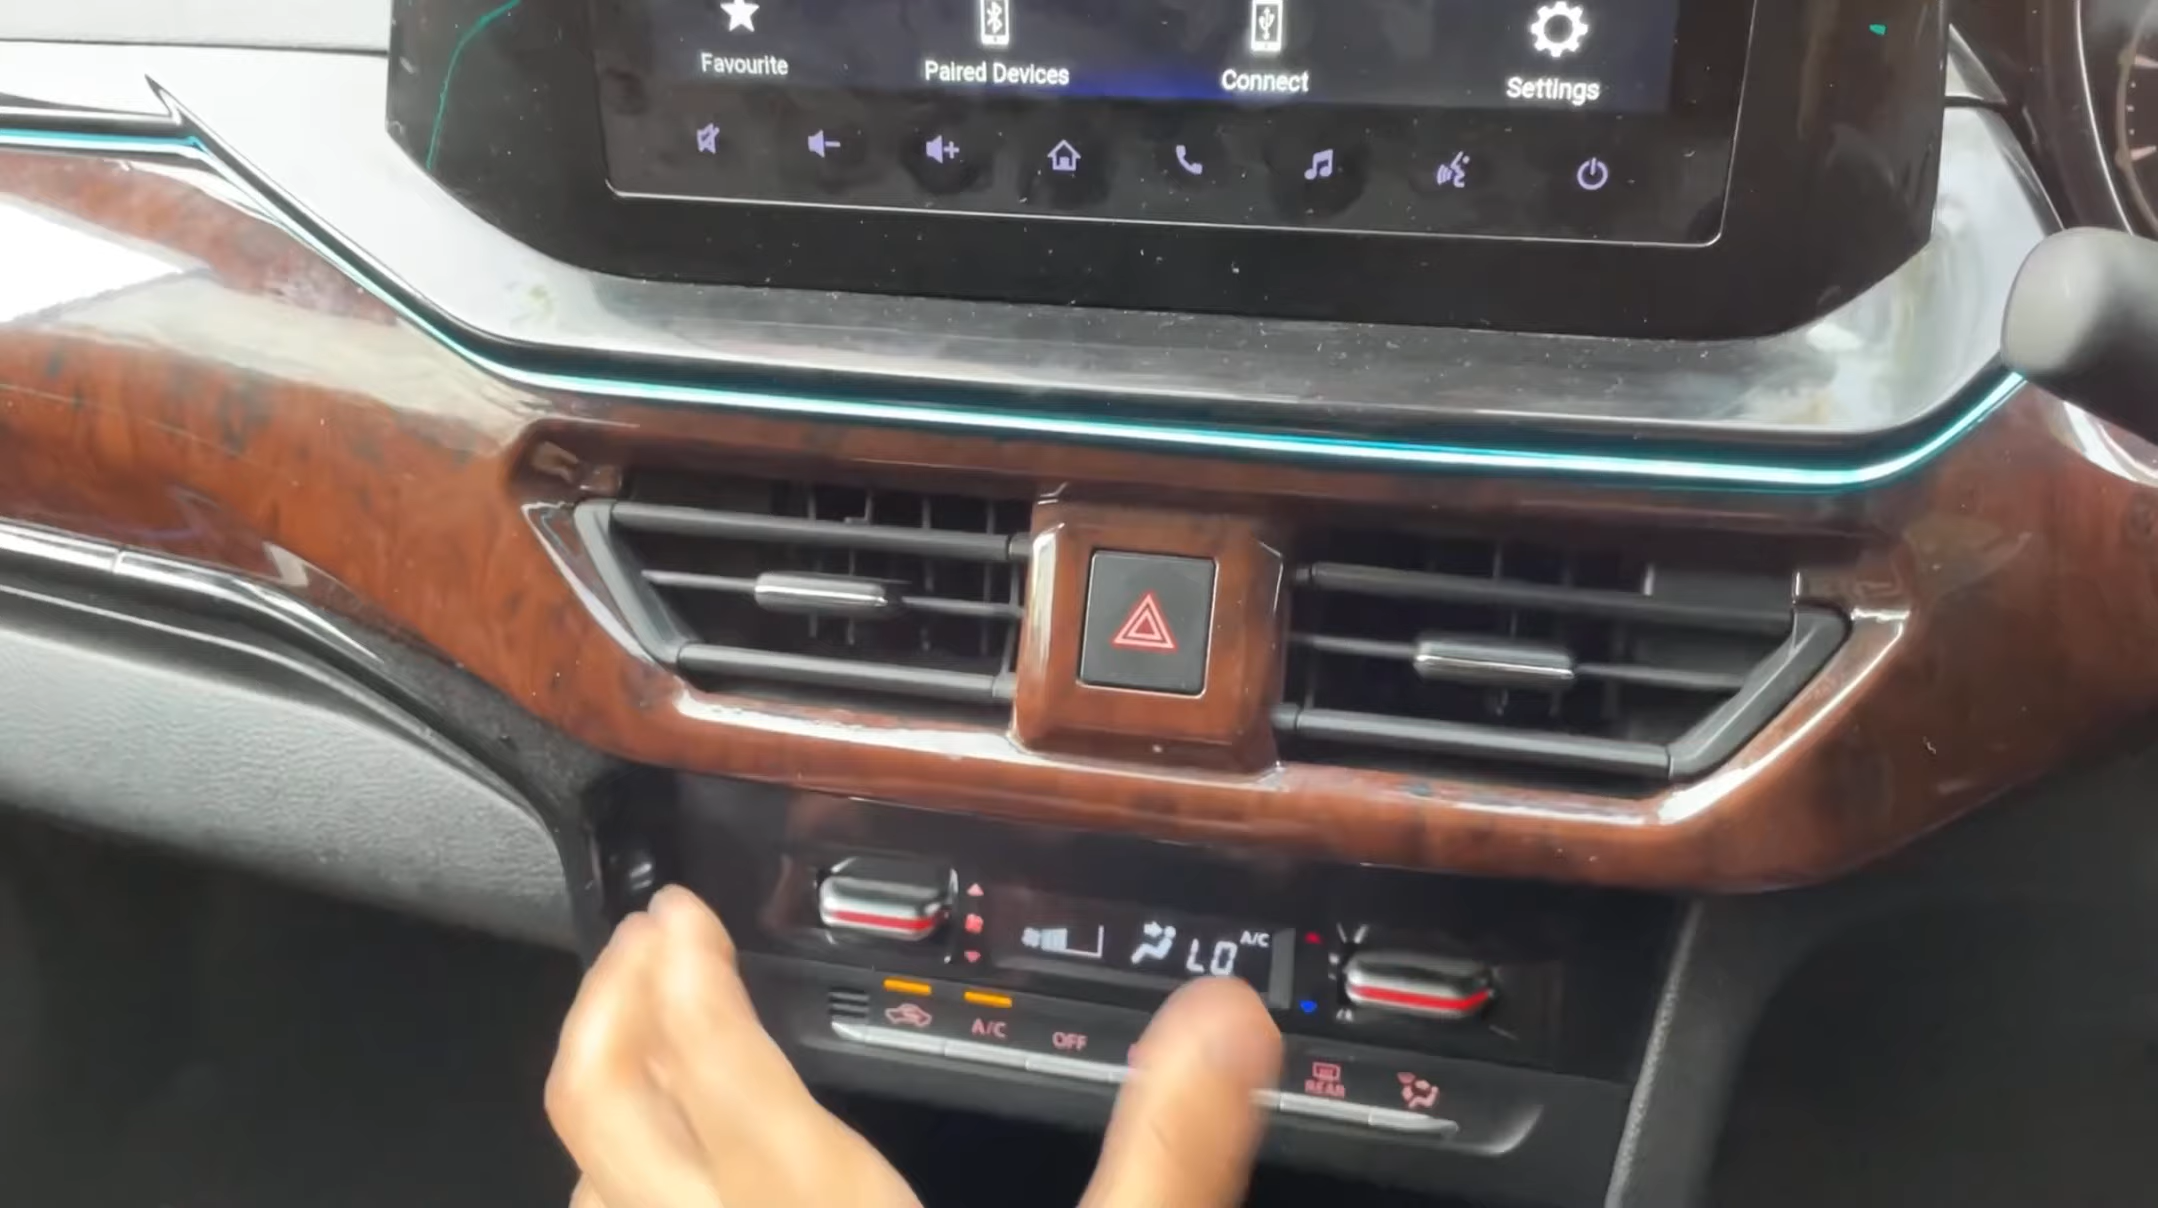 Favourite
Paired Devices
Connect
Settings
LO
A/C
A/C
OFF
REAR